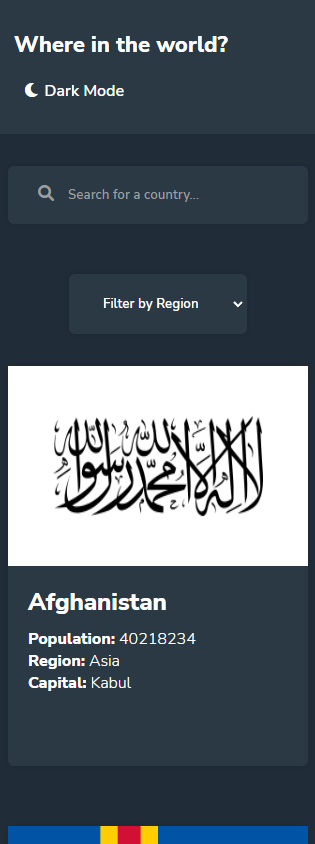 Where in the world?
Dark Mode
Search for a country...
Filter by Region
لا إله إلا الله محمد رسول الله
Afghanistan
Population: 40218234
Region: Asia
Capital: Kabul